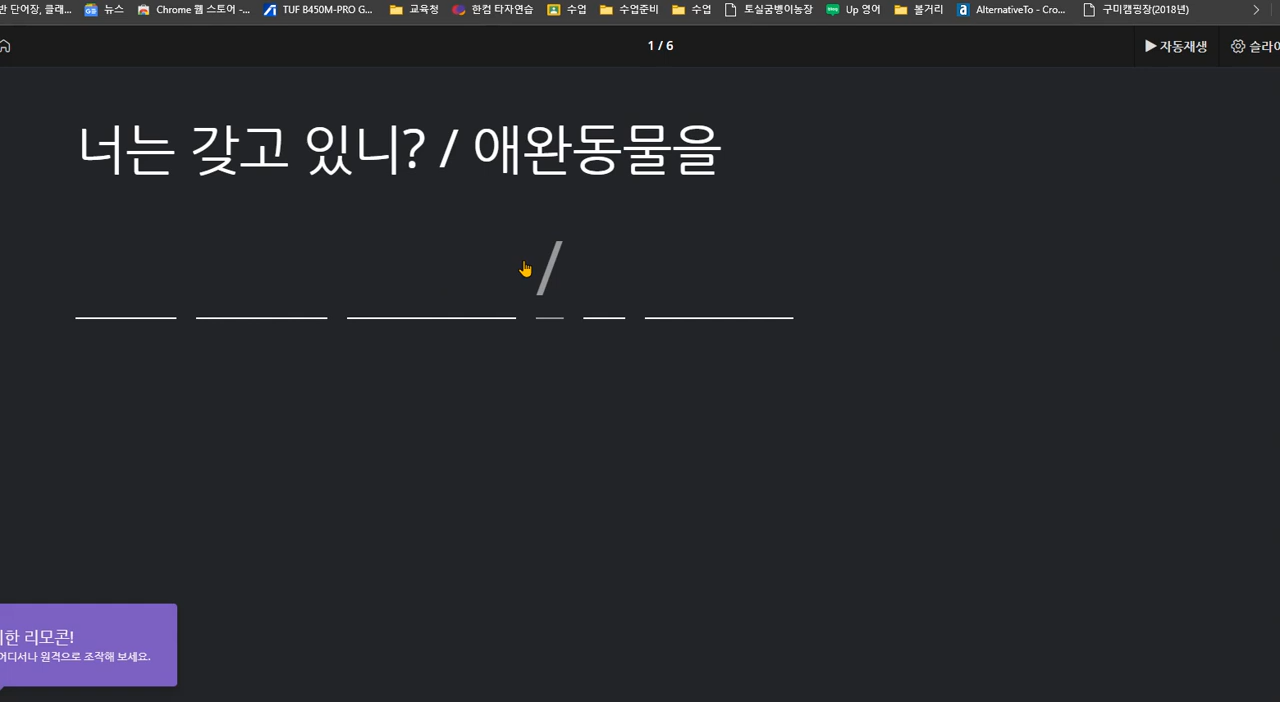 반 단어장, 클래... 뉴스 Chrome 웹 스토어 -... TUF B450M-PRO G... 교육청 한컴 타자연습 수업 수업준비 수업 토실굼벵이농장 Up 영어 볼거리 AlternativeTo - Cro... 구미캠핑장(2018년)
1 / 6 자동재생 슬라이
너는 갖고 있니? / 애완동물을
/
한 리모콘!
어디서나 원격으로 조작해 보세요.